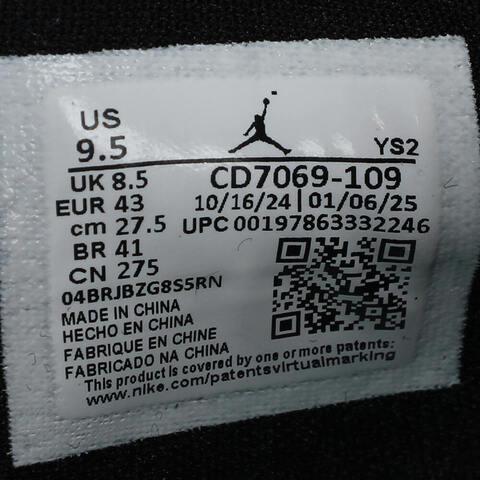 US
9.5
YS2
UK 8.5
CD7069-109
EUR 43
10/16/24 | 01/06/25
cm 27.5
UPC 00197863332246
BR 41
CN 275
04BRJBZG8S5RN
MADE IN CHINA
HECHO EN CHINA
FABRIQUE EN CHINE
FABRICADO NA CHINA
This product is covered by one or more patents:
www.nike.com/patentsvirtualmarking